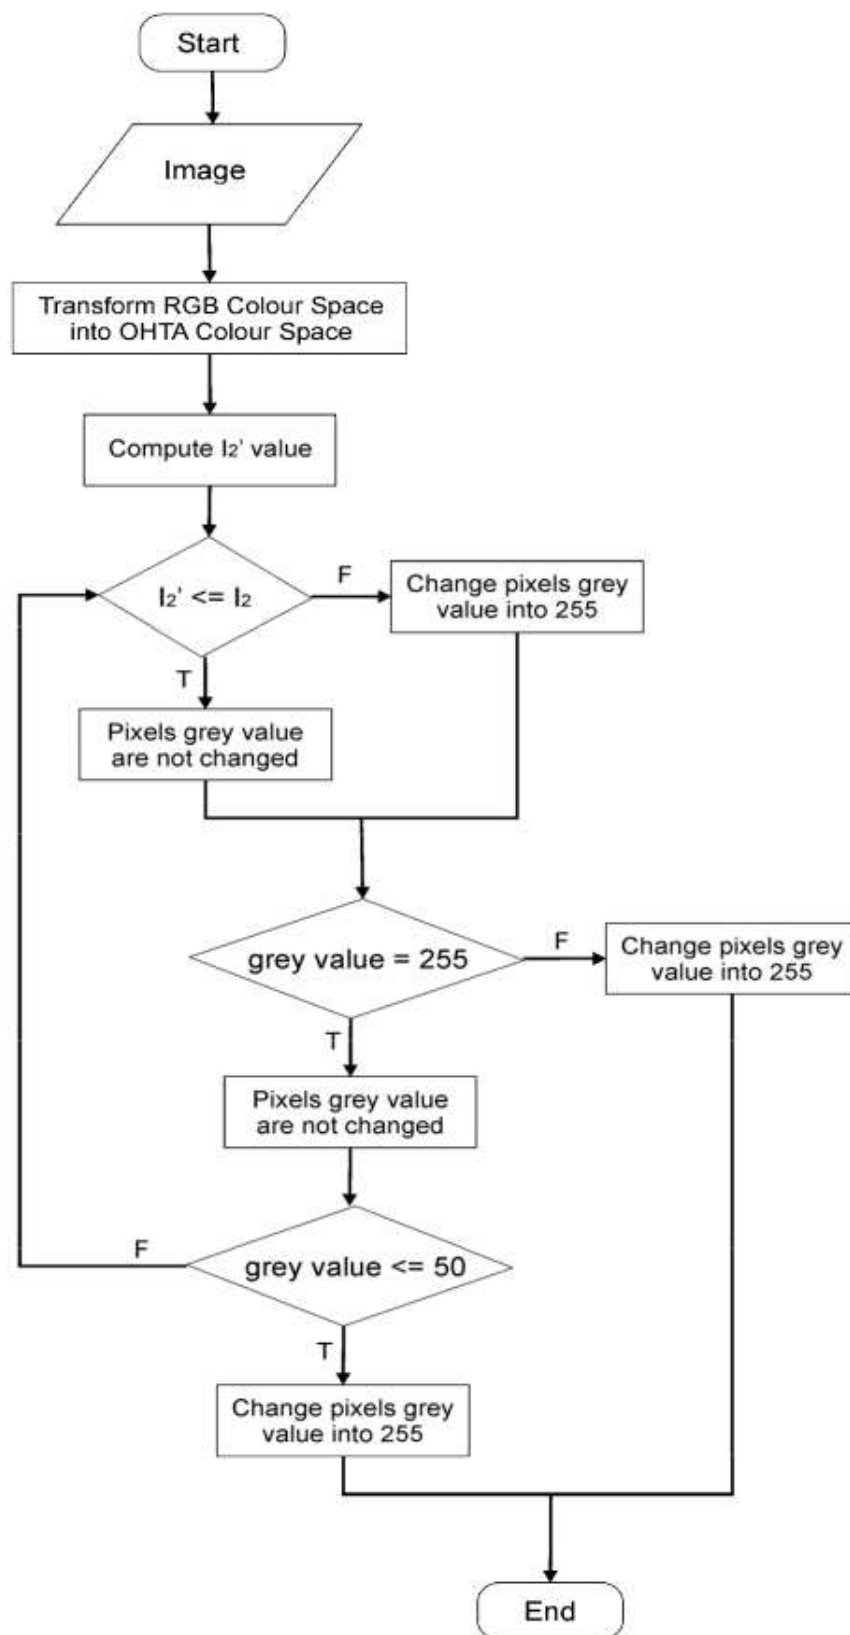 Start
Image
Transform RGB Colour Space
into OHTA Colour Space
Compute I₂' value
I₂' <= I₂
F
Change pixels grey
value into 255
T
Pixels grey value
are not changed
grey value = 255
F
Change pixels grey
value into 255
T
Pixels grey value
are not changed
grey value <= 50
F
T
Change pixels grey
value into 255
End